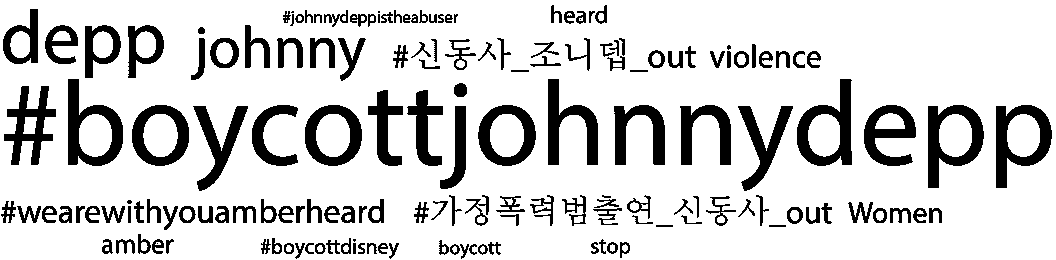 #johnnydeppistheabuser heard
depp johnny #신동사_조니뎁_out violence
#boycottjohnnydepp
#wearewithyouamberheard #가정폭력범출연_신동사_out Women
amber #boycottdisney boycott stop